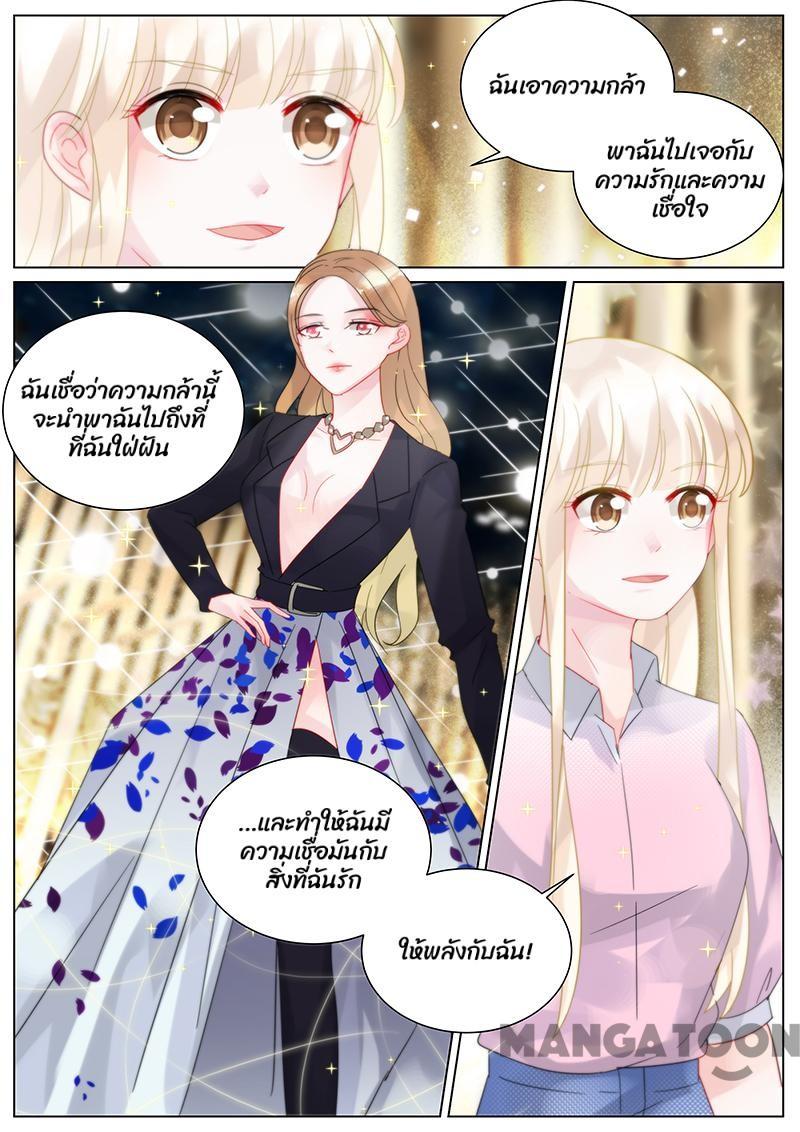 ฉันเอาความกล้า
พาฉันไปเจอกับ
ความรักและความ
เชื่อใจ
ฉันเชื่อว่าความกล้านี้
จะนำพาฉันไปถึงที่
ที่ฉันใฝ่ฝัน
...และทำให้ฉันมี
ความเชื่อมันกับ
สิ่งที่ฉันรัก
ให้พลังกับฉัน!
MANGATOON